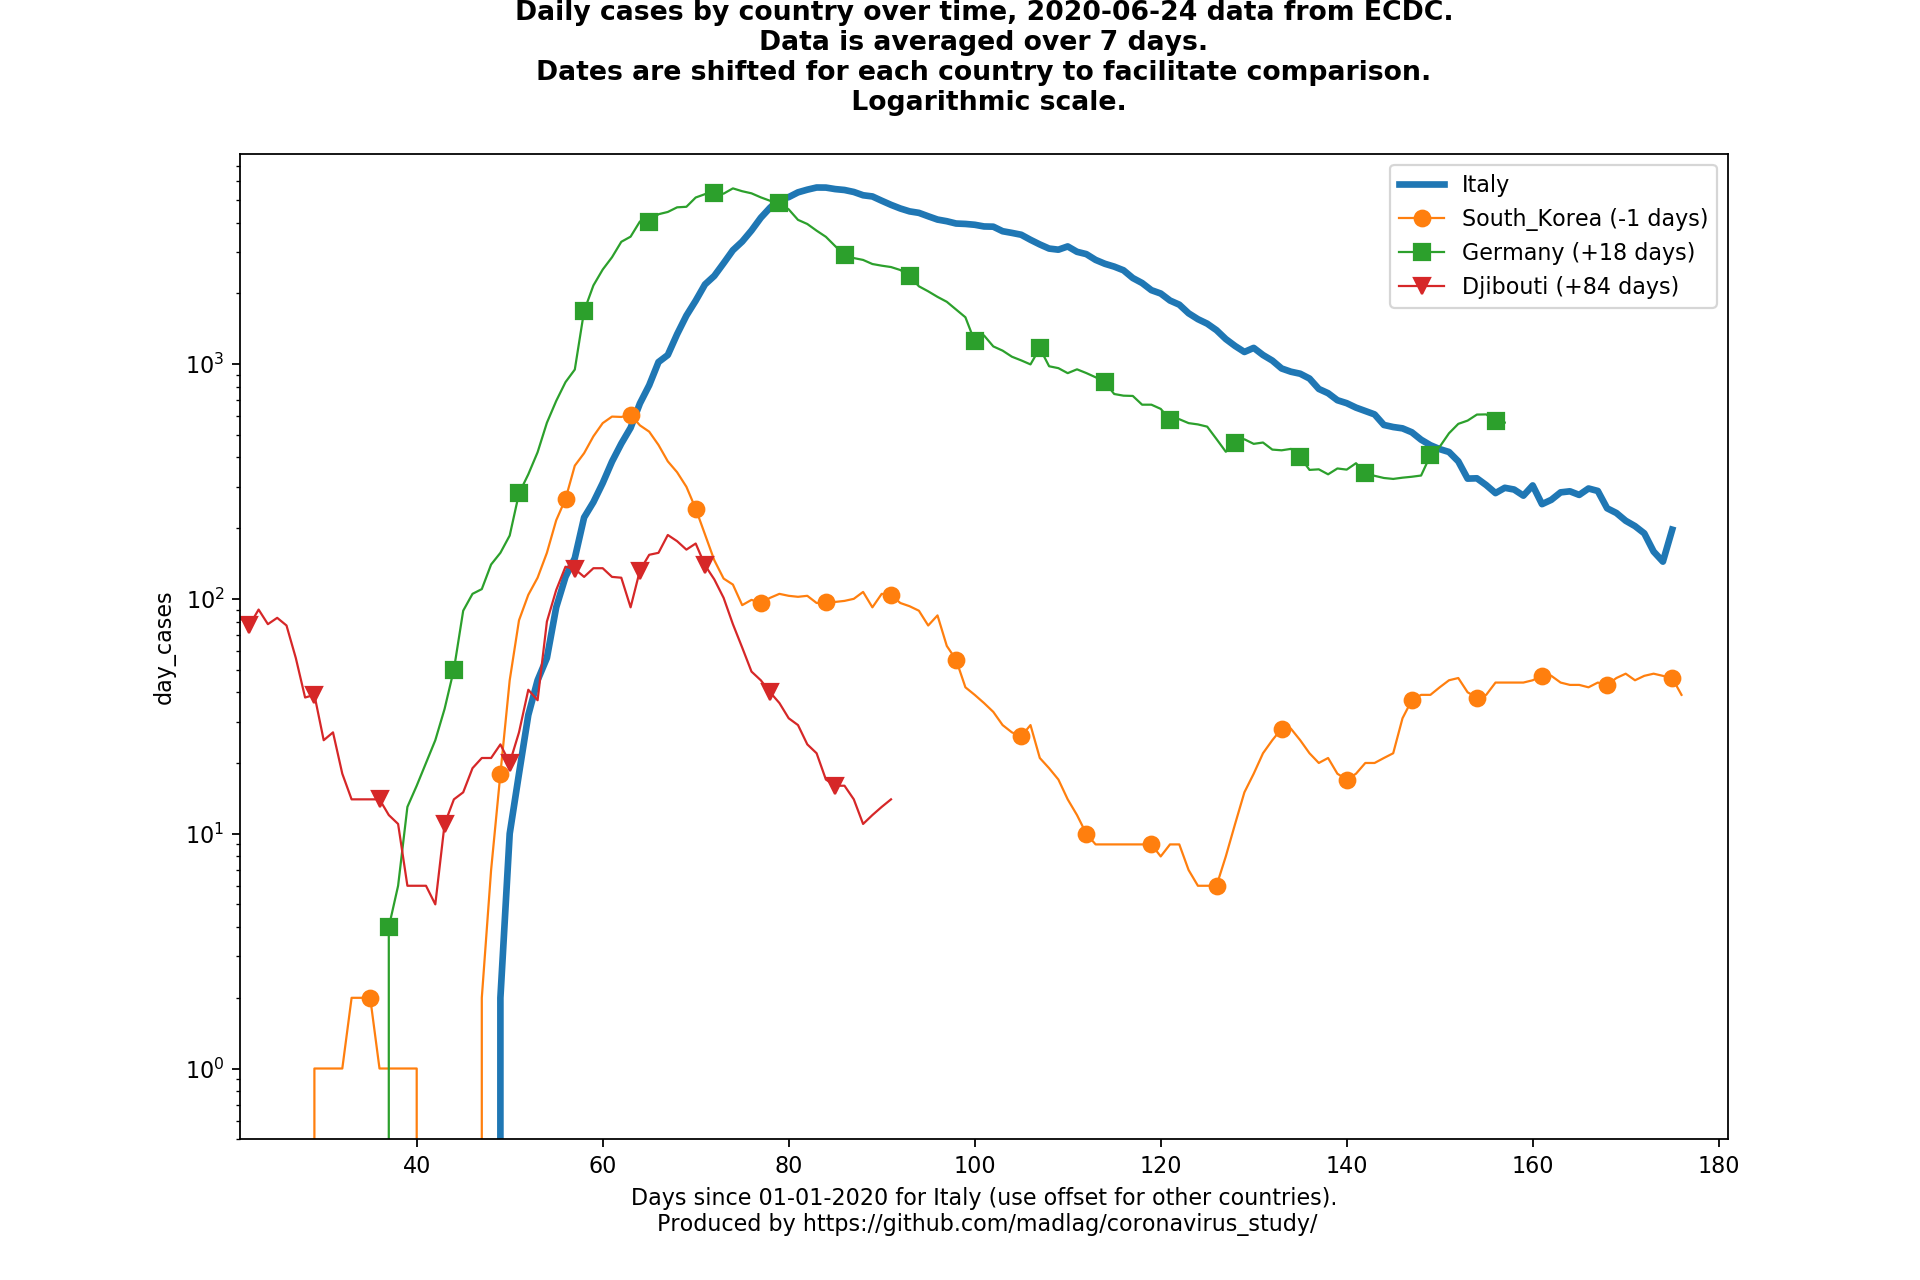 Daily cases by country over time, 2020-06-24 data from ECDC.
Data is averaged over 7 days.
Dates are shifted for each country to facilitate comparison.
Logarithmic scale.
Italy
South_Korea (-1 days)
Germany (+18 days)
Djibouti (+84 days)
day_cases
10³
10²
10¹
10⁰
40 60 80 100 120 140 160 180
Days since 01-01-2020 for Italy (use offset for other countries).
Produced by https://github.com/madlag/coronavirus_study/